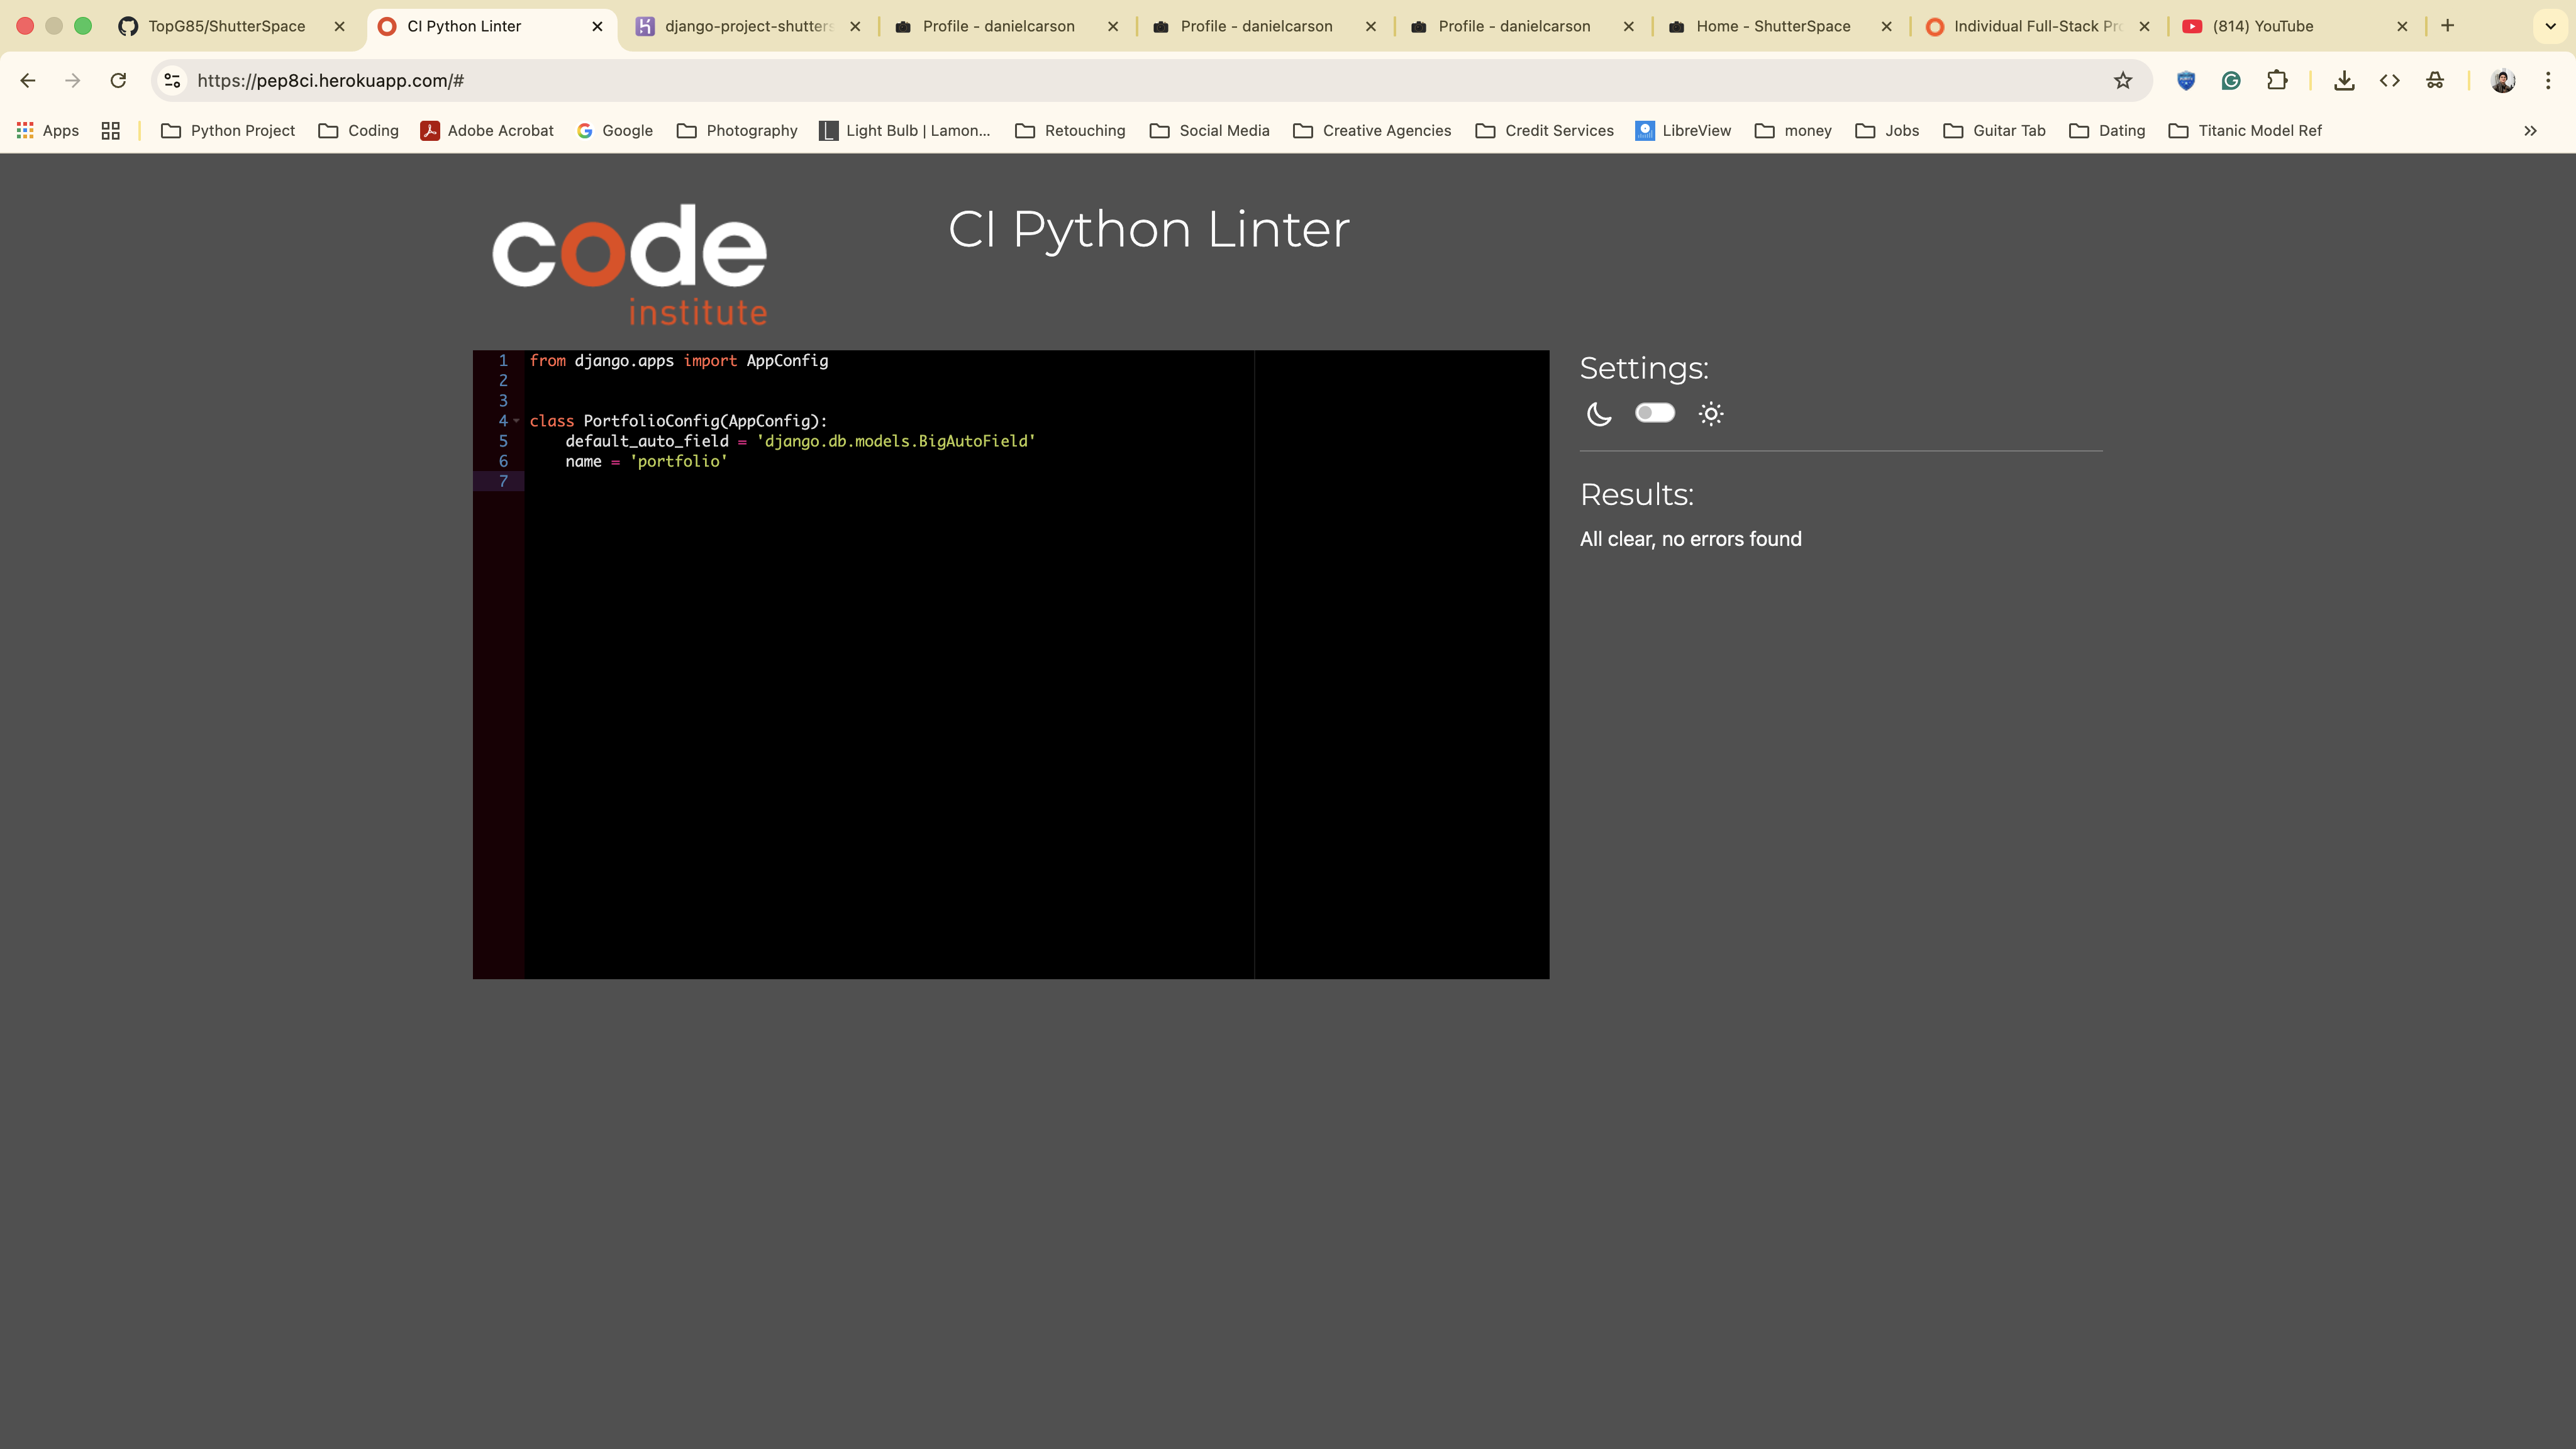 TopG85/ShutterSpace
CI Python Linter
django-project-shutters
Profile - danielcarson
Profile - danielcarson
Profile - danielcarson
Home - ShutterSpace
Individual Full-Stack Pro
(814) YouTube
https://pep8ci.herokuapp.com/#
Apps
Python Project
Coding
Adobe Acrobat
Google
Photography
Light Bulb | Lamon...
Retouching
Social Media
Creative Agencies
Credit Services
LibreView
money
Jobs
Guitar Tab
Dating
Titanic Model Ref
code
institute
CI Python Linter
1 from django.apps import AppConfig
2
3
4 class PortfolioConfig(AppConfig):
5     default_auto_field = 'django.db.models.BigAutoField'
6     name = 'portfolio'
7
Settings:
Results:
All clear, no errors found